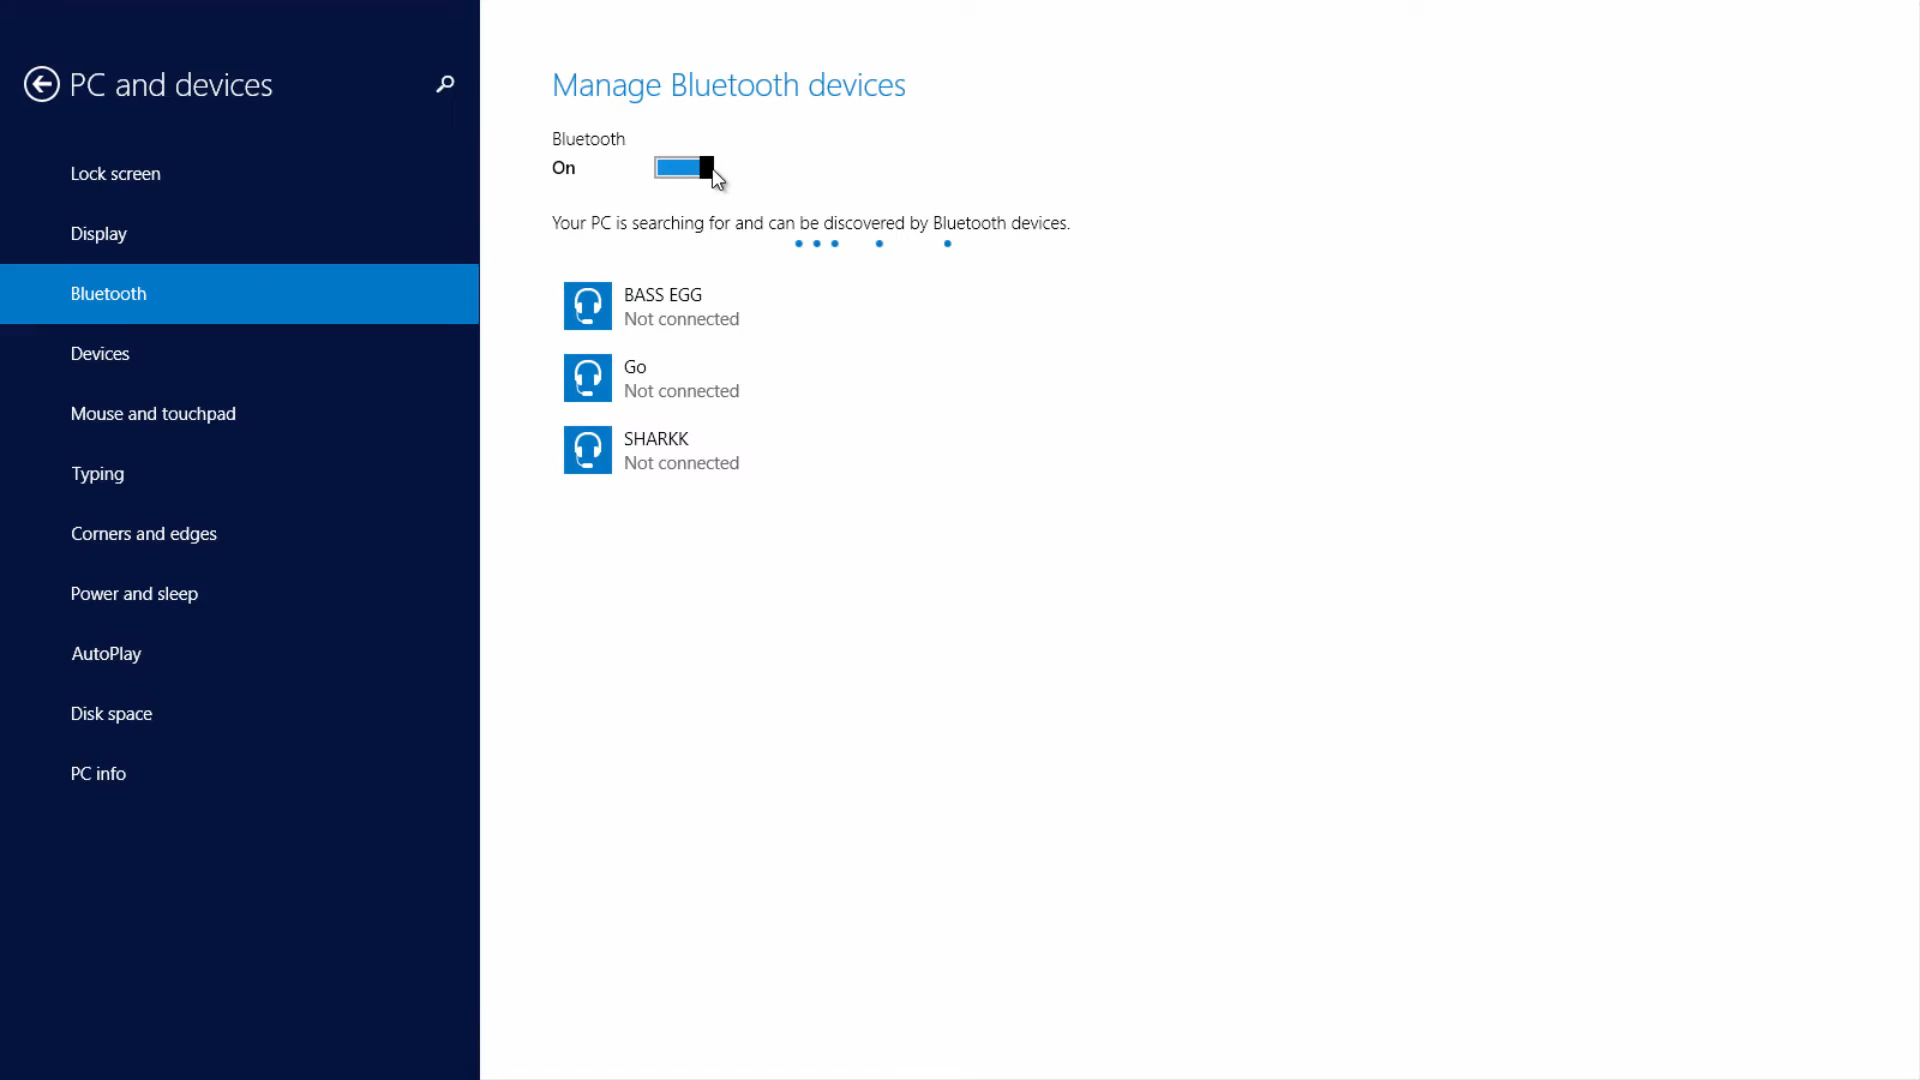 PC and devices
Lock screen
Display
Bluetooth
Devices
Mouse and touchpad
Typing
Corners and edges
Power and sleep
AutoPlay
Disk space
PC info
Manage Bluetooth devices
Bluetooth
On
Your PC is searching for and can be discovered by Bluetooth devices.
BASS EGG
Not connected
Go
Not connected
SHARKK
Not connected